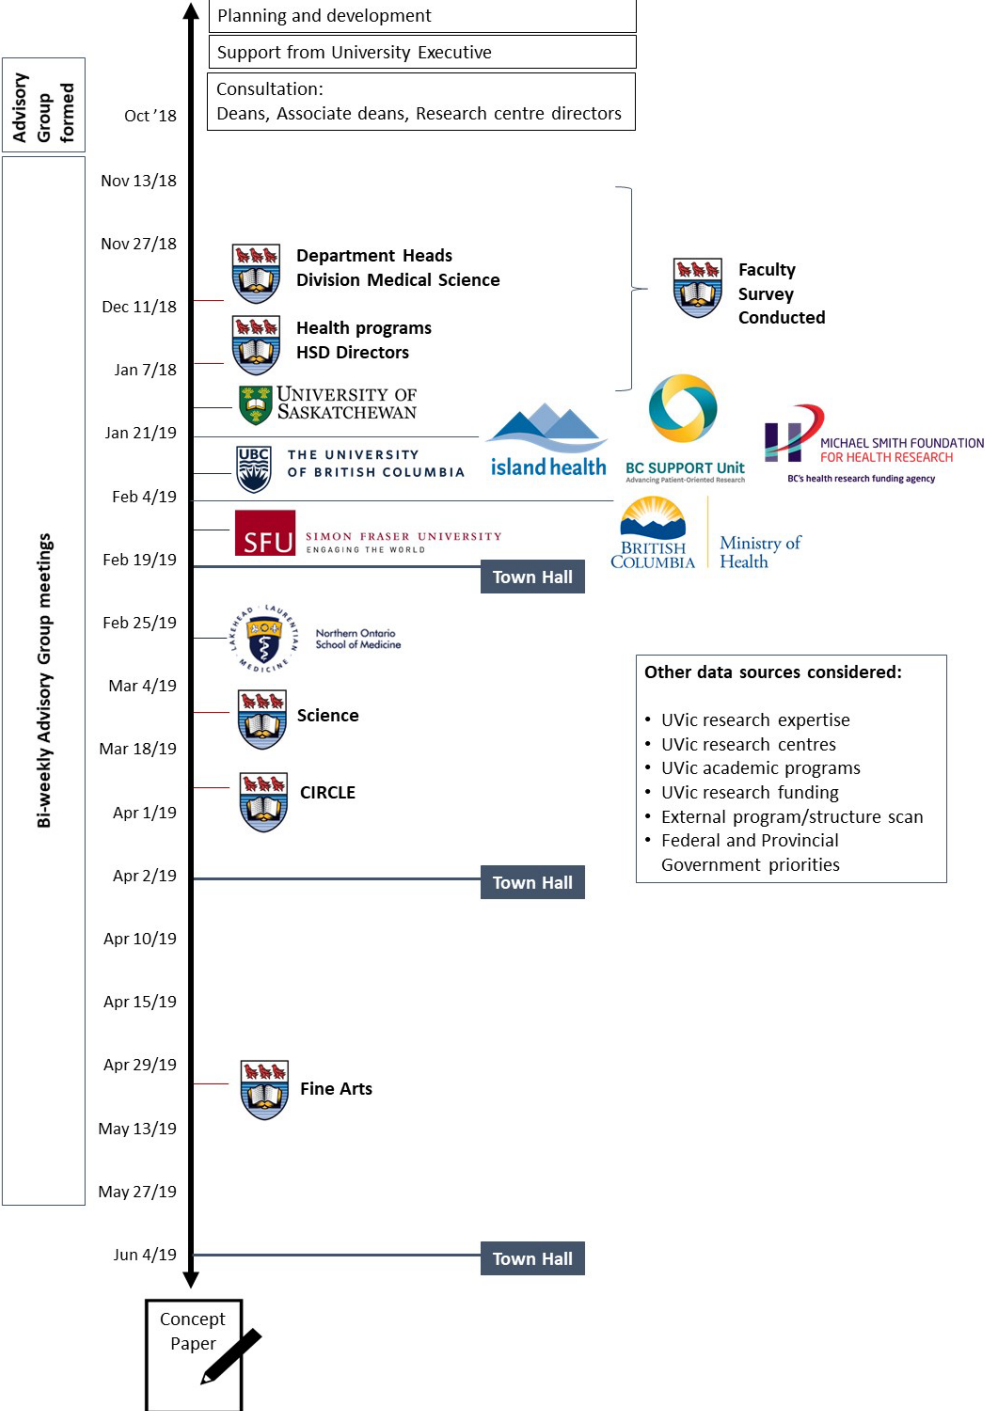 Planning and development
Support from University Executive
Consultation:
Deans, Associate deans, Research centre directors
Advisory
Group
formed
Oct '18
Bi-weekly Advisory Group meetings
Nov 13/18
Nov 27/18
Department Heads
Division Medical Science
Dec 11/18
Health programs
HSD Directors
Faculty
Survey
Conducted
Jan 7/18
UNIVERSITY OF
SASKATCHEWAN
Jan 21/19
island health
BC SUPPORT Unit
Advancing Patient-Oriented Research
MICHAEL SMITH FOUNDATION
FOR HEALTH RESEARCH
BC's health research funding agency
UBC
THE UNIVERSITY
OF BRITISH COLUMBIA
Feb 4/19
BRITISH
COLUMBIA
Ministry of
Health
SFU
SIMON FRASER UNIVERSITY
ENGAGING THE WORLD
Feb 19/19
Town Hall
Feb 25/19
LAKEHEAD · LAURENTIAN
· MEDICINE ·
Northern Ontario
School of Medicine
Mar 4/19
Science
Mar 18/19
CIRCLE
Apr 1/19
Other data sources considered:
• UVic research expertise
• UVic research centres
• UVic academic programs
• UVic research funding
• External program/structure scan
• Federal and Provincial
Government priorities
Apr 2/19
Town Hall
Apr 10/19
Apr 15/19
Apr 29/19
Fine Arts
May 13/19
May 27/19
Jun 4/19
Town Hall
Concept
Paper